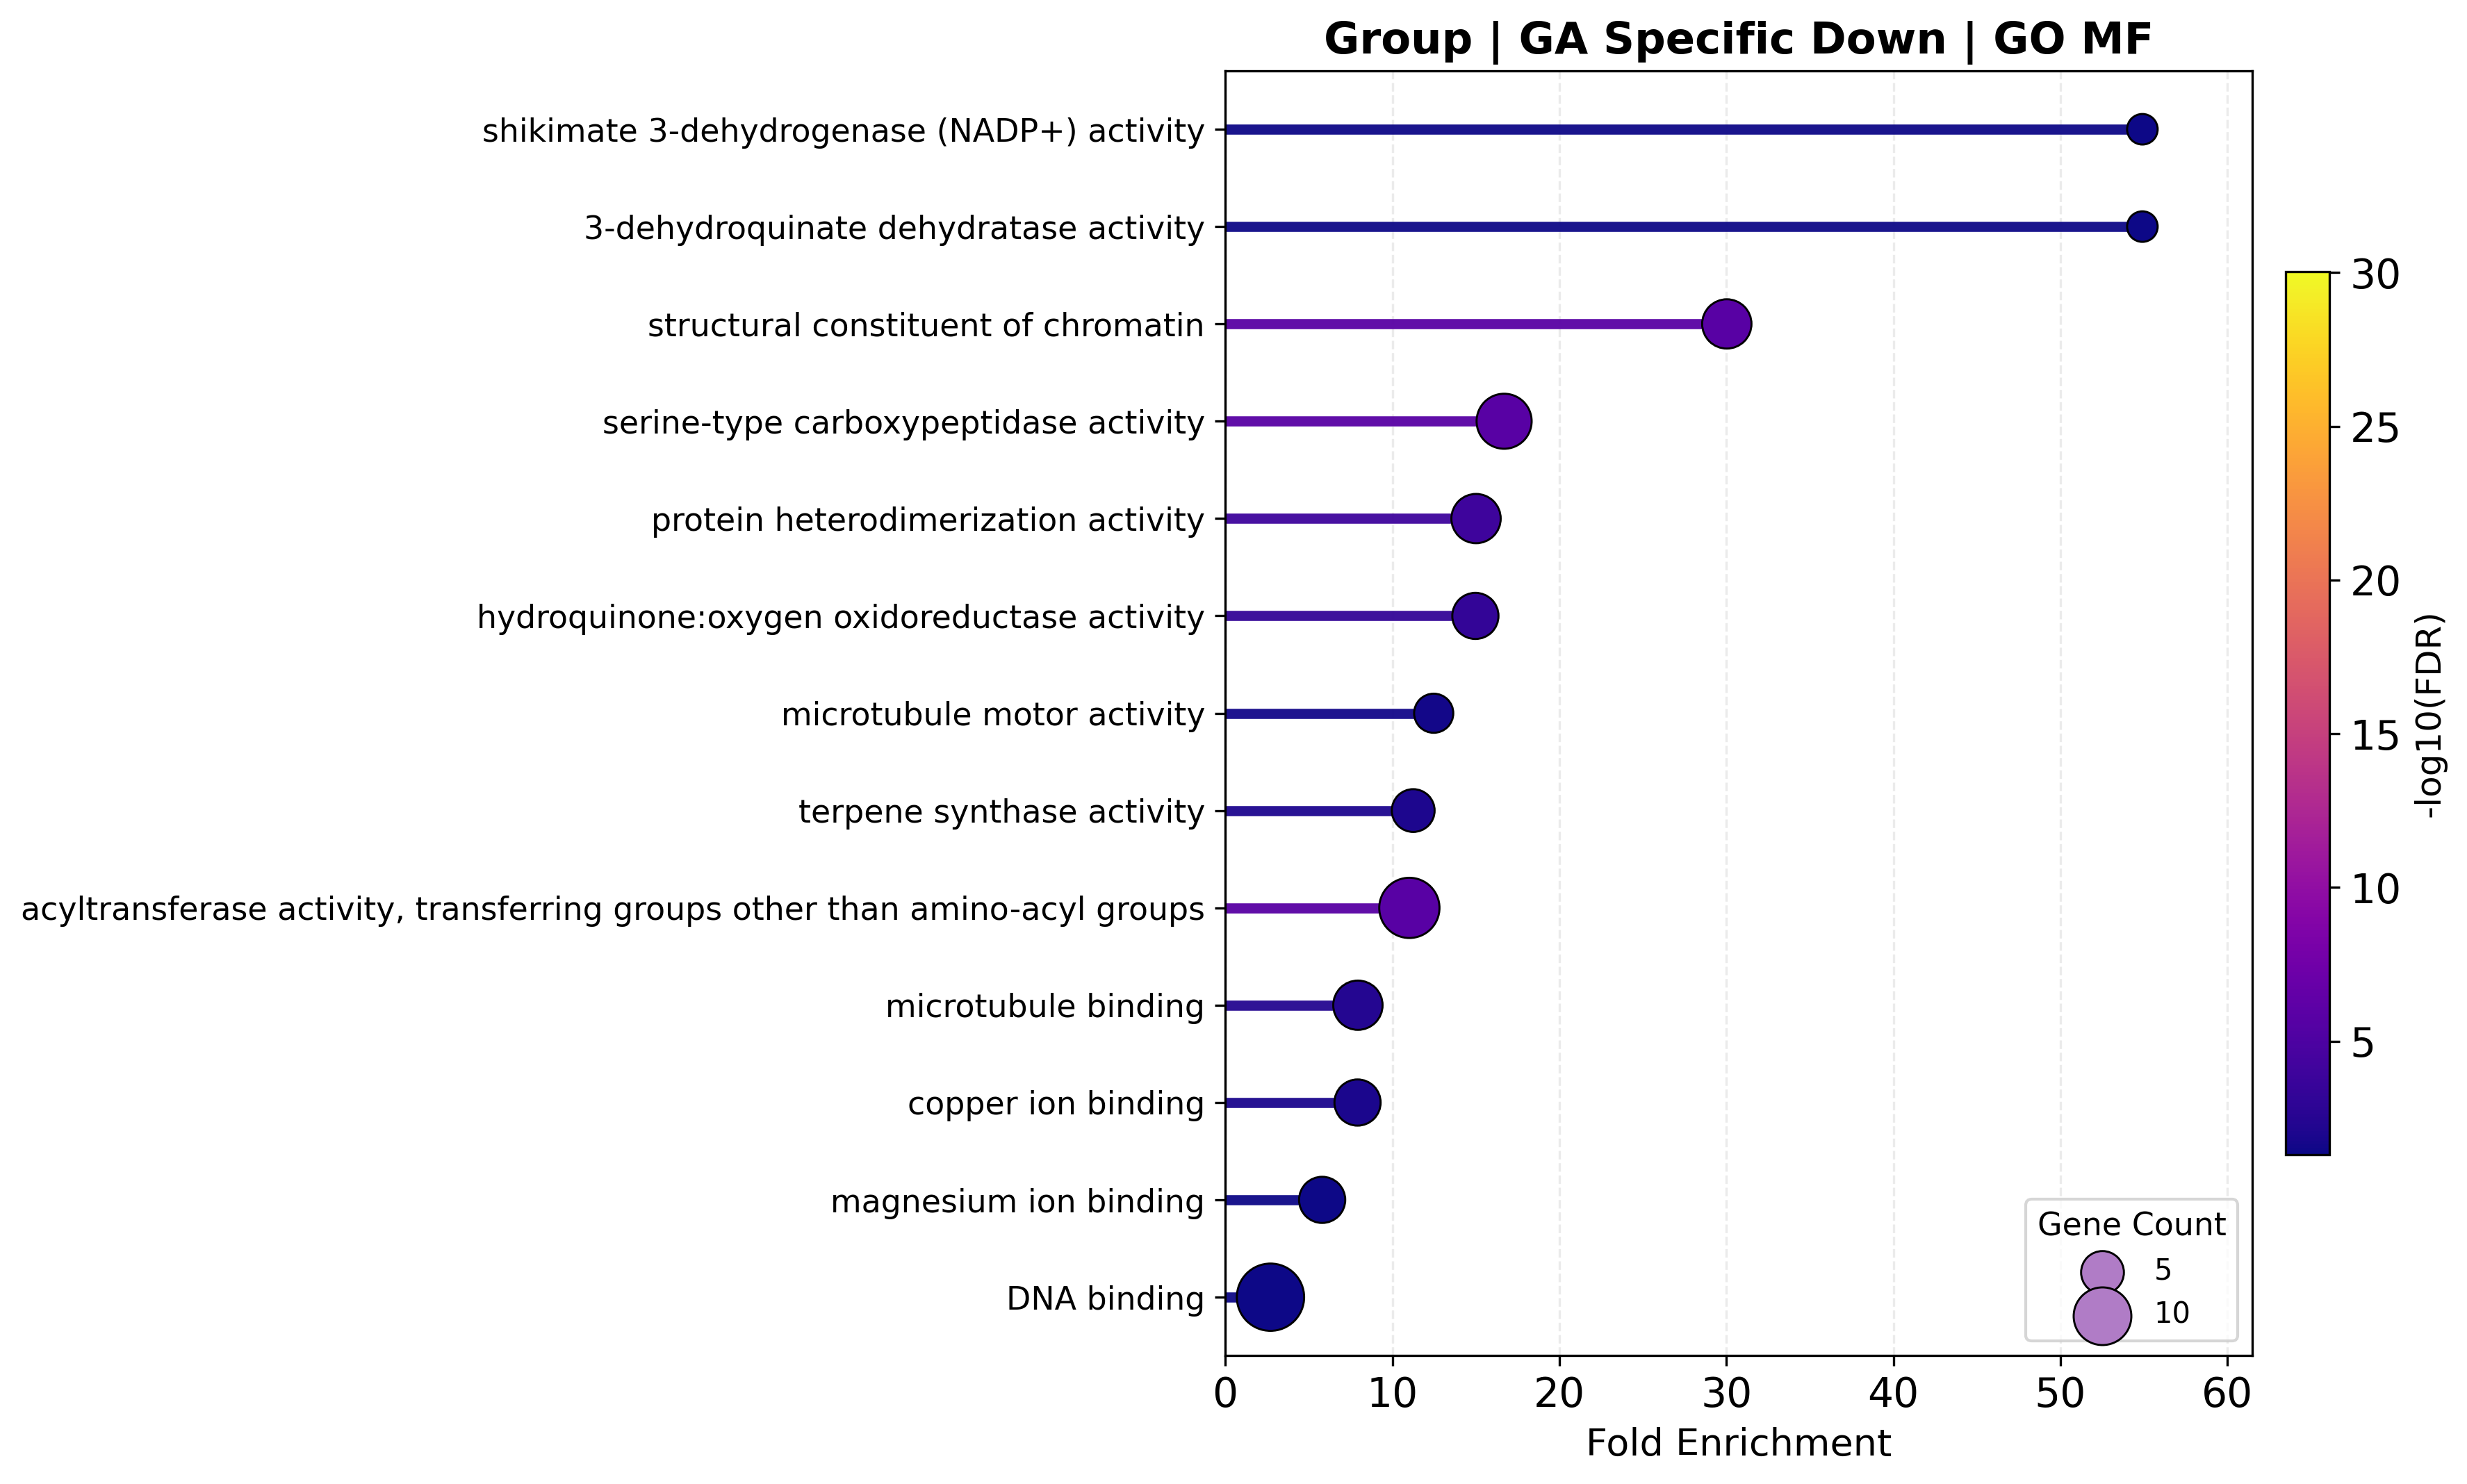 Group | GA Specific Down | GO MF
shikimate 3-dehydrogenase (NADP+) activity
3-dehydroquinate dehydratase activity
structural constituent of chromatin
serine-type carboxypeptidase activity
protein heterodimerization activity
hydroquinone:oxygen oxidoreductase activity
microtubule motor activity
terpene synthase activity
acyltransferase activity, transferring groups other than amino-acyl groups
microtubule binding
copper ion binding
magnesium ion binding
DNA binding
0 10 20 30 40 50 60
Fold Enrichment
Gene Count
5
10
30
25
20
15
10
5
-log10(FDR)